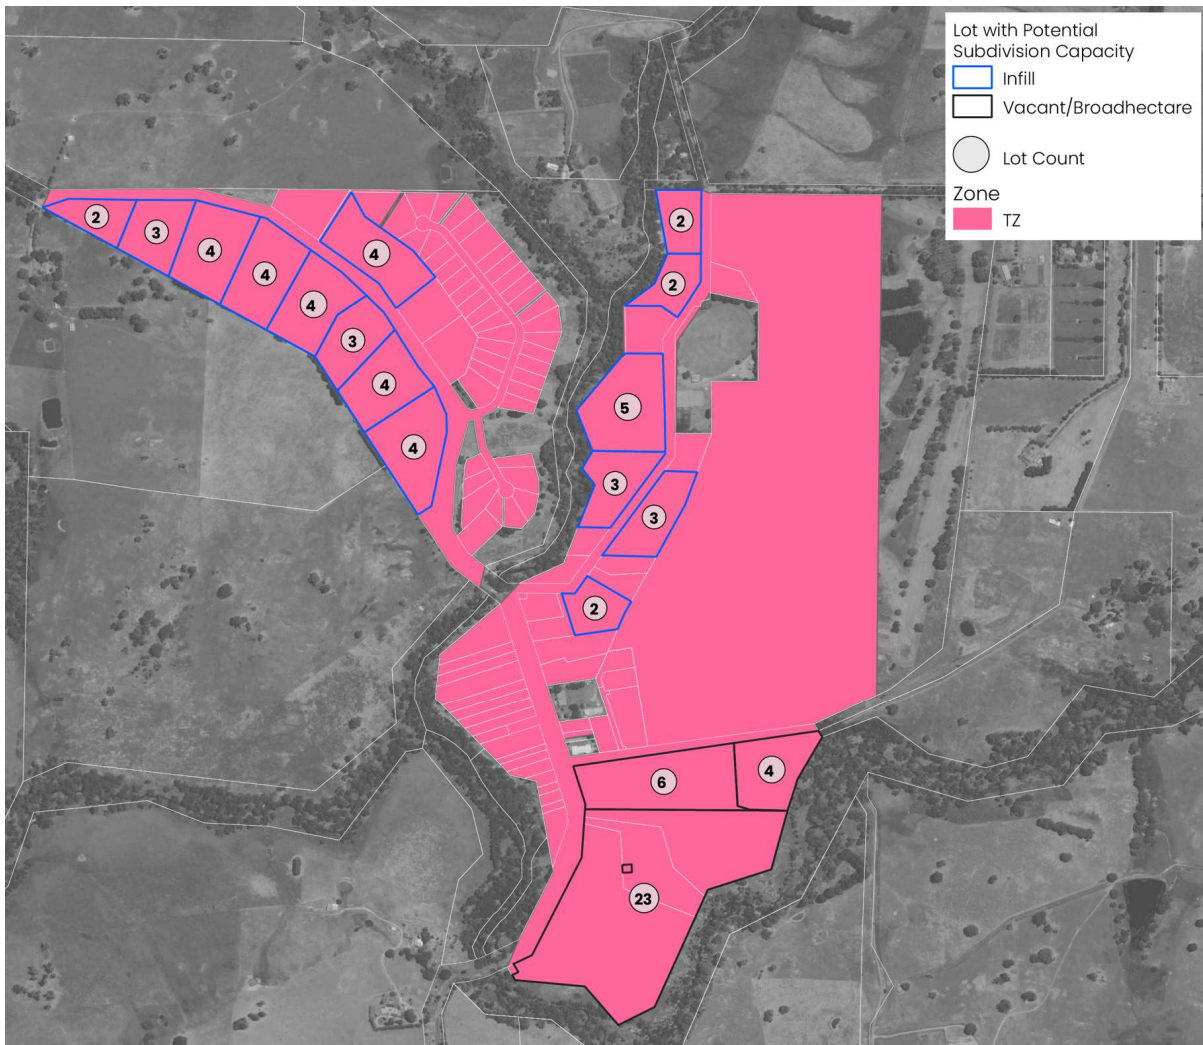 Lot with Potential
Subdivision Capacity
Infill
Vacant/Broadhectare
Lot Count
Zone
TZ
2
3
4
4
4
3
4
4
4
2
2
5
3
3
2
6
4
23